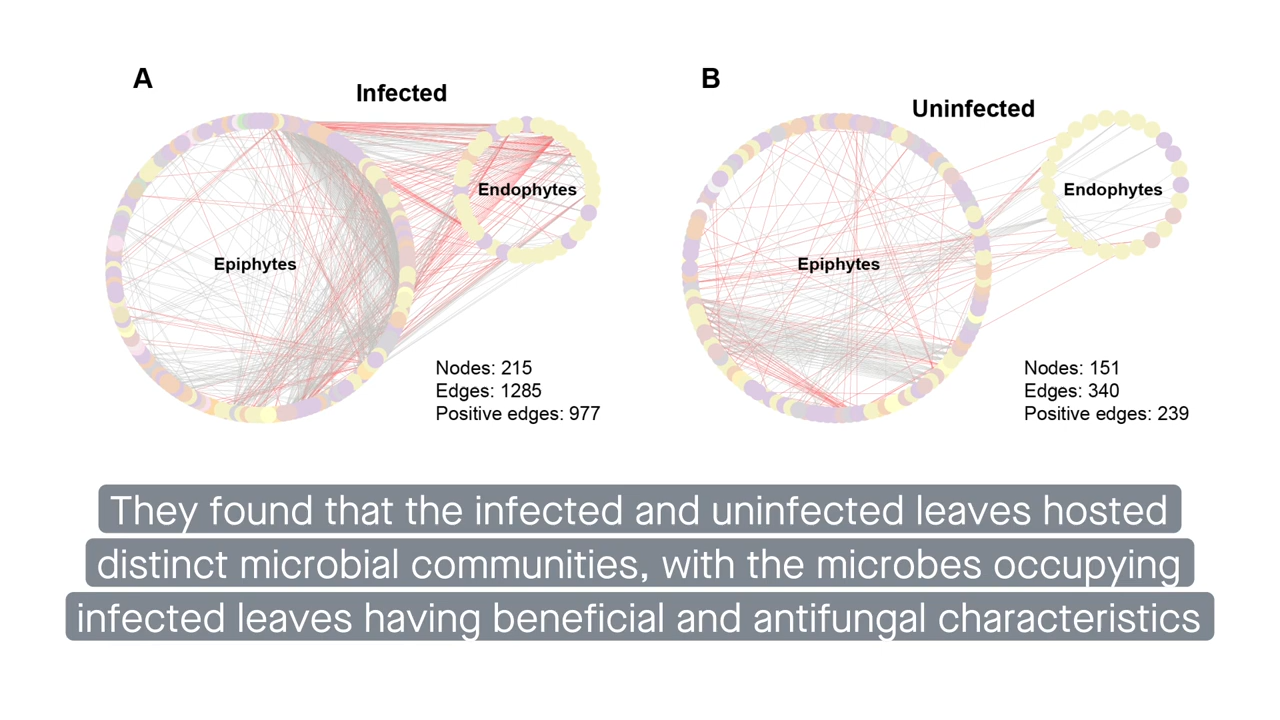 A
Infected
Endophytes
Epiphytes
Nodes: 215
Edges: 1285
Positive edges: 977
B
Uninfected
Endophytes
Epiphytes
Nodes: 151
Edges: 340
Positive edges: 239
They found that the infected and uninfected leaves hosted
distinct microbial communities, with the microbes occupying
infected leaves having beneficial and antifungal characteristics